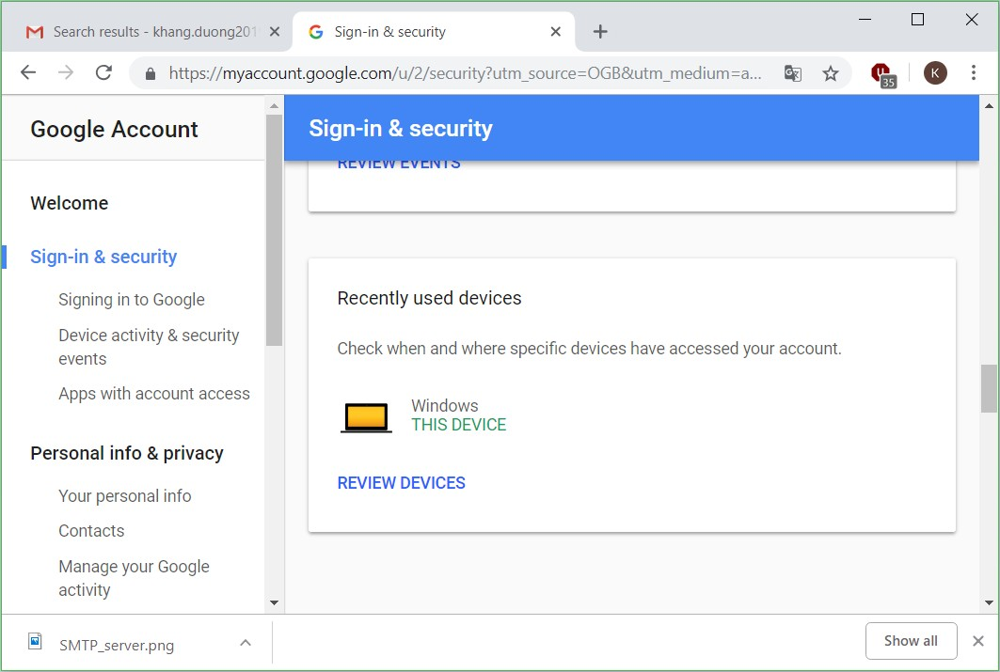 Search results - khang.duong201
Sign-in & security
https://myaccount.google.com/u/2/security?utm_source=OGB&utm_medium=a...
35
K
Google Account
Sign-in & security
REVIEW EVENTS
Welcome
Sign-in & security
Signing in to Google
Device activity & security
events
Apps with account access
Personal info & privacy
Your personal info
Contacts
Manage your Google
activity
Recently used devices
Check when and where specific devices have accessed your account.
Windows
THIS DEVICE
REVIEW DEVICES
SMTP_server.png
Show all